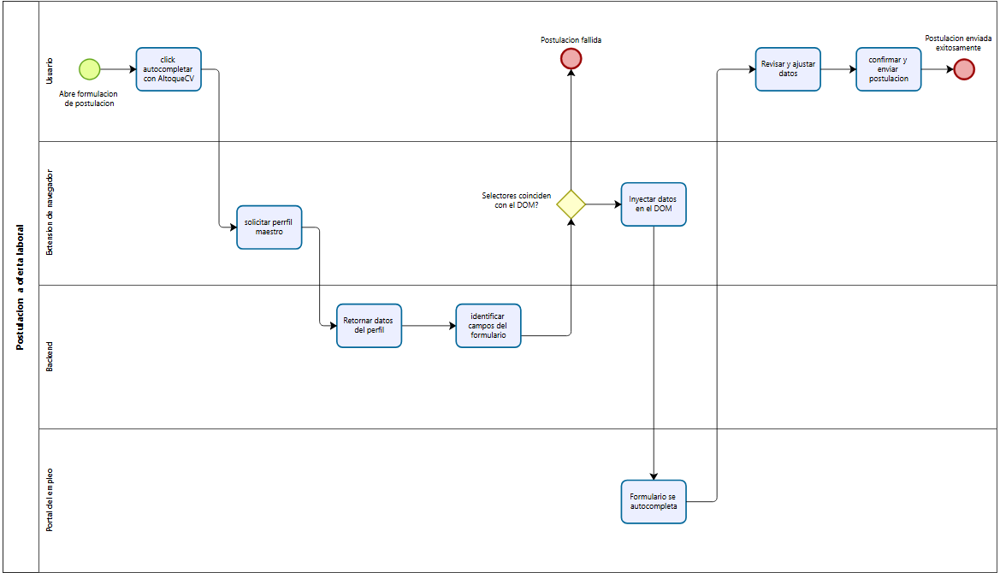 Postulacion a oferta laboral
Usuario
Abre formulacion
de postulacion
click
autocompletar
con AltoqueCV
Postulacion fallida
Revisar y ajustar
datos
confirmar y
enviar
postulacion
Postulacion enviada
exitosamente
Extension de navegador
solicitar perrfil
maestro
Selectores coinciden
con el DOM?
Inyectar datos
en el DOM
Backend
Retornar datos
del perfil
identificar
campos del
formulario
Portal del empleo
Formulario se
autocompleta